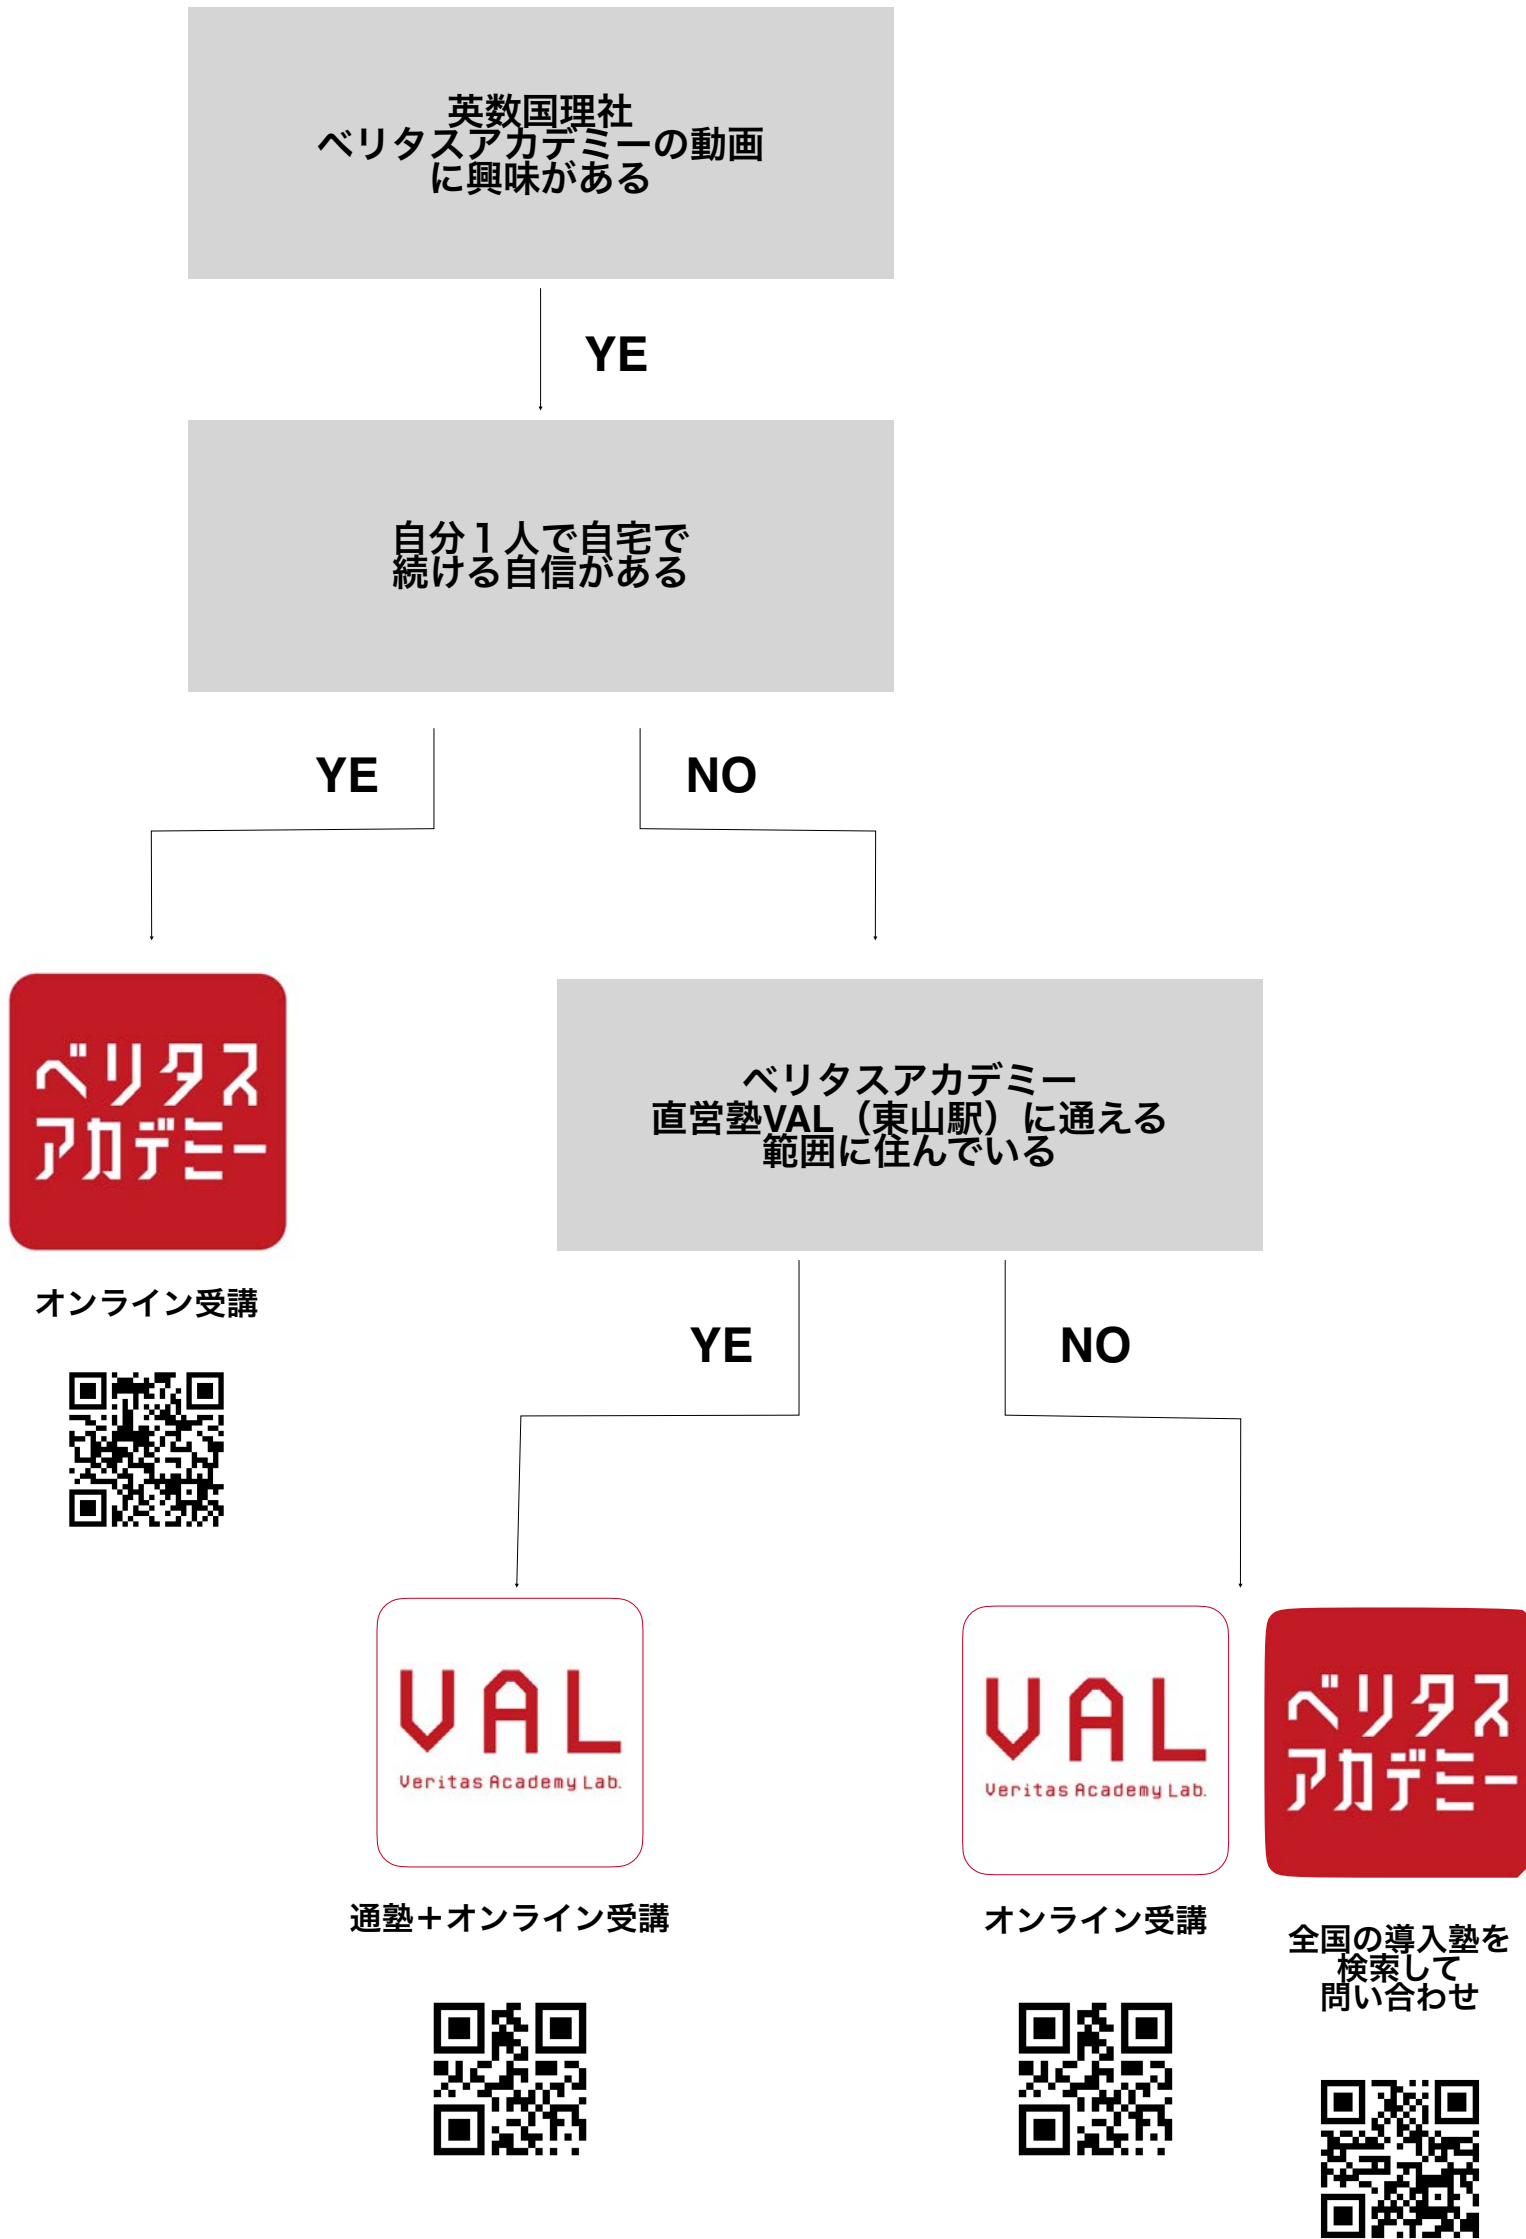 英数国理社
ベリタスアカデミーの動画
に興味がある
YE
自分１人で自宅で
続ける自信がある
YE
NO
ベリタス
アカデミー
オンライン受講
ベリタスアカデミー
直営塾VAL（東山駅）に通える
範囲に住んでいる
YE
NO
VAL
Veritas Academy Lab.
通塾＋オンライン受講
VAL
Veritas Academy Lab.
オンライン受講
ベリタス
アカデミー
全国の導入塾を
検索して
問い合わせ